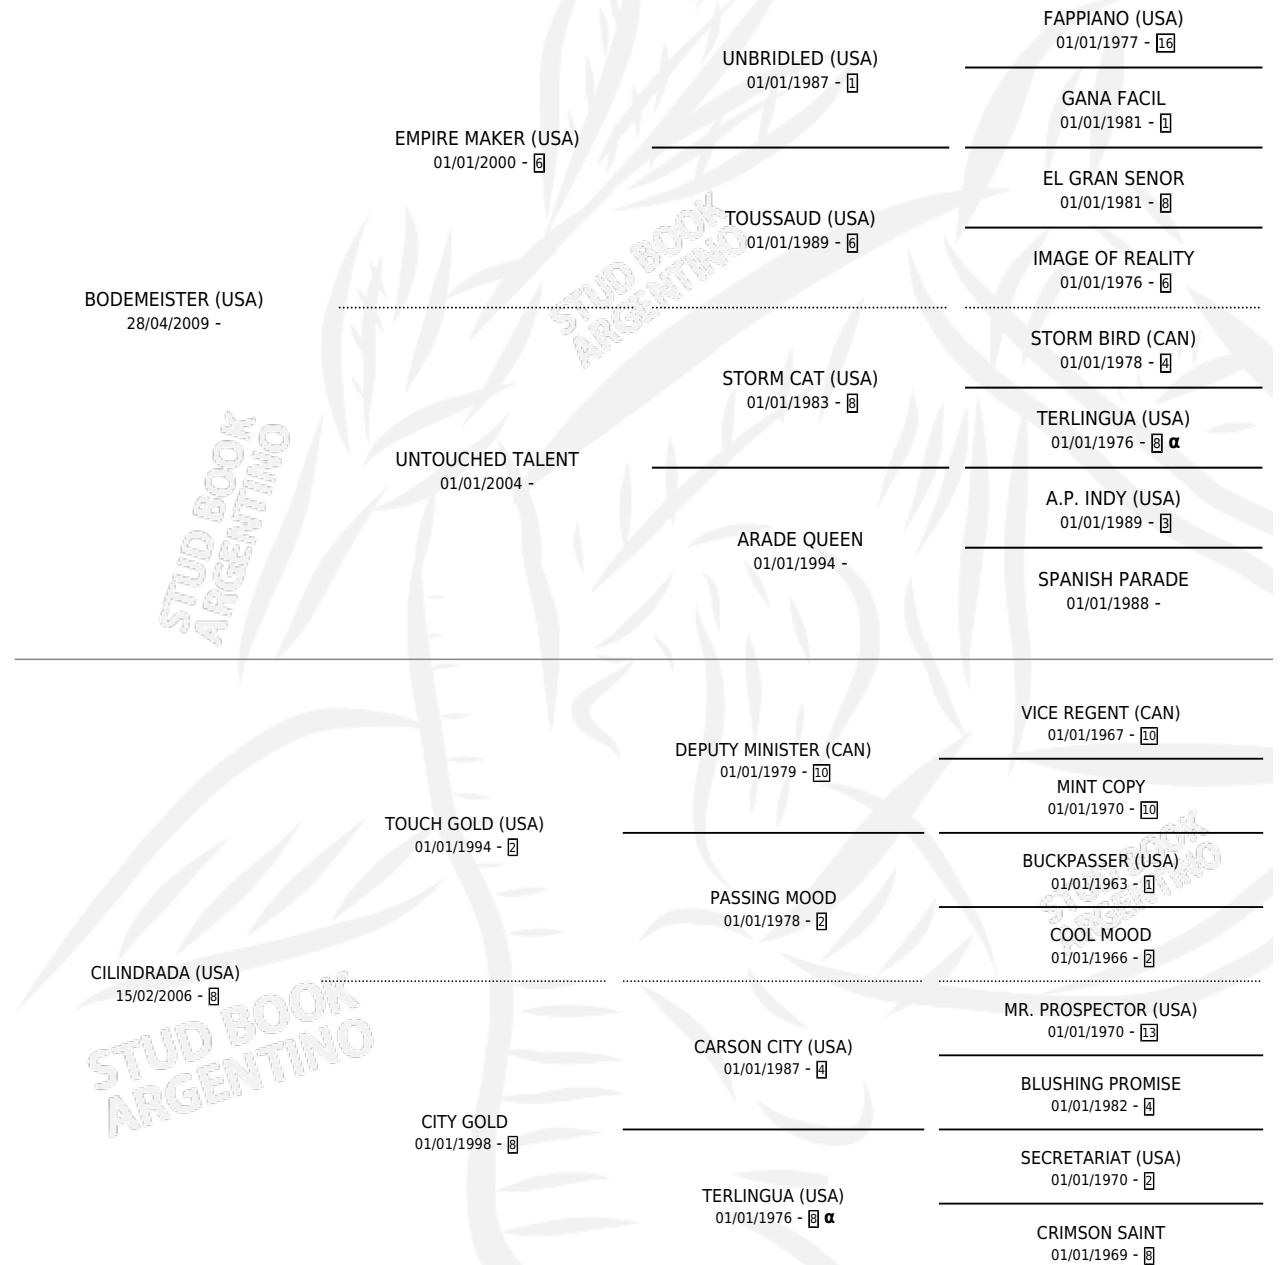 FAPPIANO (USA)
01/01/1977 - 16
UNBRIDLED (USA)
01/01/1987 - 1
GANA FACIL
01/01/1981 - 1
EMPIRE MAKER (USA)
01/01/2000 - 6
EL GRAN SENOR
01/01/1981 - 8
TOUSSAUD (USA)
01/01/1989 - 6
IMAGE OF REALITY
01/01/1976 - 6
BODEMEISTER (USA)
28/04/2009 -
STORM BIRD (CAN)
01/01/1978 - 4
STORM CAT (USA)
01/01/1983 - 8
TERLINGUA (USA)
01/01/1976 - 8 α
UNTOUCHED TALENT
01/01/2004 -
A.P. INDY (USA)
01/01/1989 - 3
ARADE QUEEN
01/01/1994 -
SPANISH PARADE
01/01/1988 -
VICE REGENT (CAN)
01/01/1967 - 10
DEPUTY MINISTER (CAN)
01/01/1979 - 10
MINT COPY
01/01/1970 - 10
TOUCH GOLD (USA)
01/01/1994 - 2
BUCKPASSER (USA)
01/01/1963 - 1
PASSING MOOD
01/01/1978 - 2
COOL MOOD
01/01/1966 - 2
CILINDRADA (USA)
15/02/2006 - 8
MR. PROSPECTOR (USA)
01/01/1970 - 13
CARSON CITY (USA)
01/01/1987 - 4
BLUSHING PROMISE
01/01/1982 - 4
CITY GOLD
01/01/1998 - 8
SECRETARIAT (USA)
01/01/1970 - 2
TERLINGUA (USA)
01/01/1976 - 8 α
CRIMSON SAINT
01/01/1969 - 8
STUD BOOK
ARGENTINO
STUD BOOK
ARGENTINO
STUD BOOK
ARGENTINO
STUD BOOK
ARGENTINO